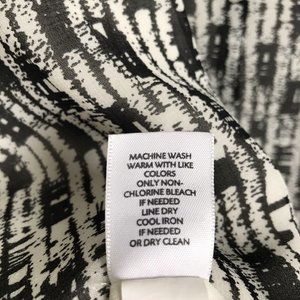 MACHINE WASH
WARM WITH LIKE
COLORS
ONLY NON-
CHLORINE BLEACH
IF NEEDED
LINE DRY
COOL IRON
IF NEEDED
OR DRY CLEAN